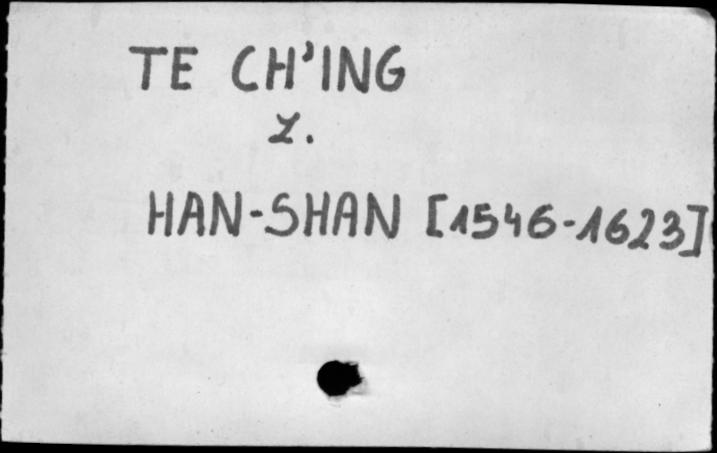 TE CH'ING
z.
HAN-SHAN [1546-1623]